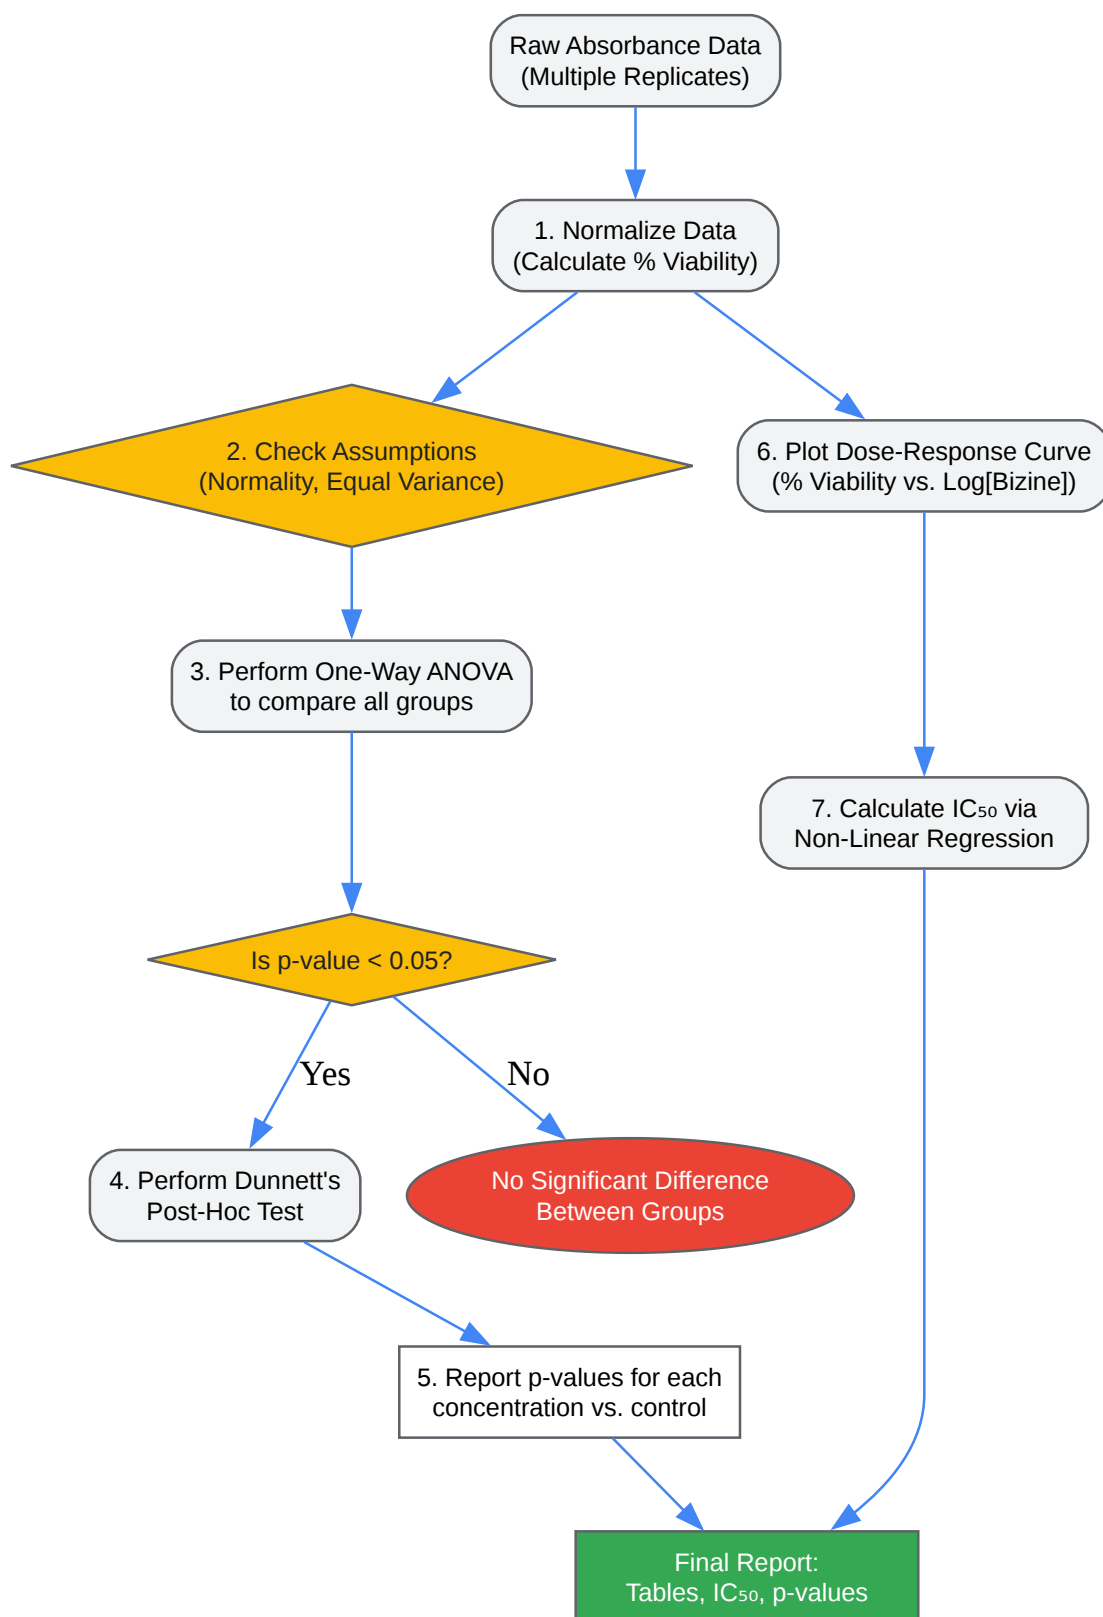 Raw Absorbance Data
(Multiple Replicates)
1. Normalize Data
(Calculate % Viability)
2. Check Assumptions
(Normality, Equal Variance)
6. Plot Dose-Response Curve
(% Viability vs. Log[Bizine])
3. Perform One-Way ANOVA
to compare all groups
7. Calculate IC₅₀ via
Non-Linear Regression
Is p-value < 0.05?
Yes
No
4. Perform Dunnett's
Post-Hoc Test
No Significant Difference
Between Groups
5. Report p-values for each
concentration vs. control
Final Report:
Tables, IC₅₀, p-values